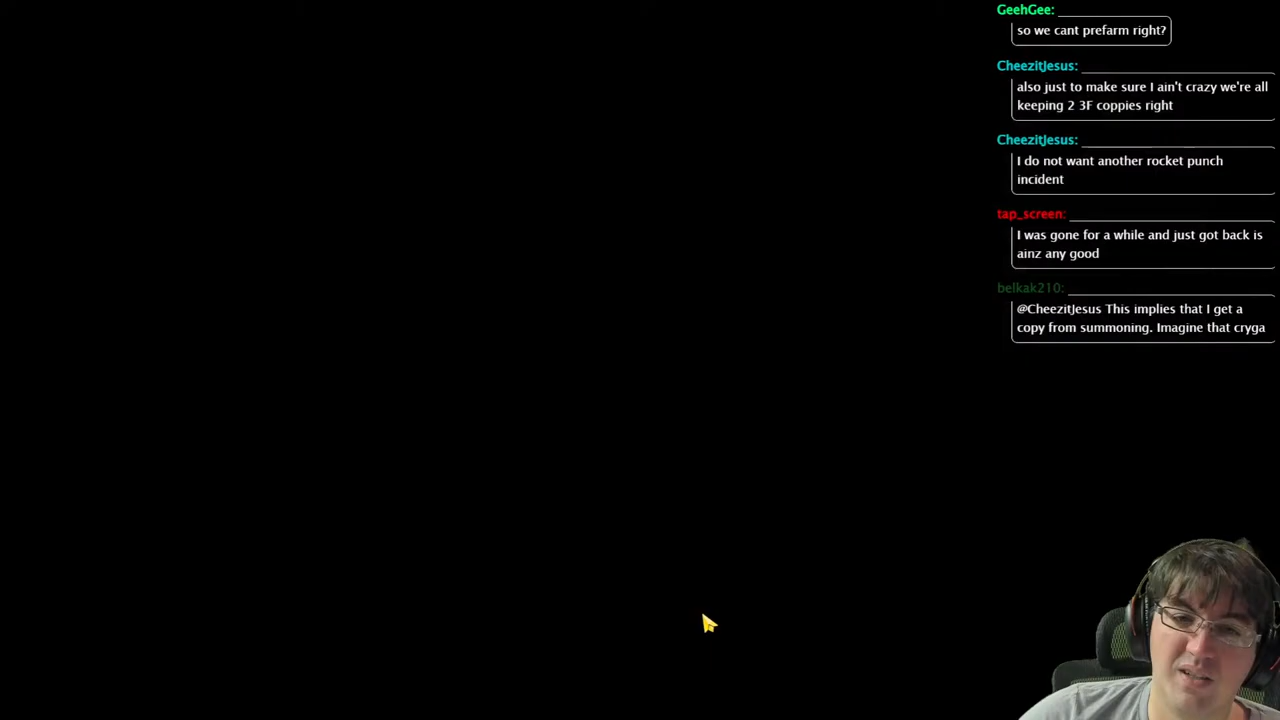 GeehGee:
so we cant prefarm right?
CheezitJesus:
also just to make sure I ain't crazy we're all
keeping 2 3F coppies right
CheezitJesus:
I do not want another rocket punch
incident
tap_screen:
I was gone for a while and just got back is
ainz any good
belkak210:
@CheezitJesus This implies that I get a
copy from summoning. Imagine that cryga